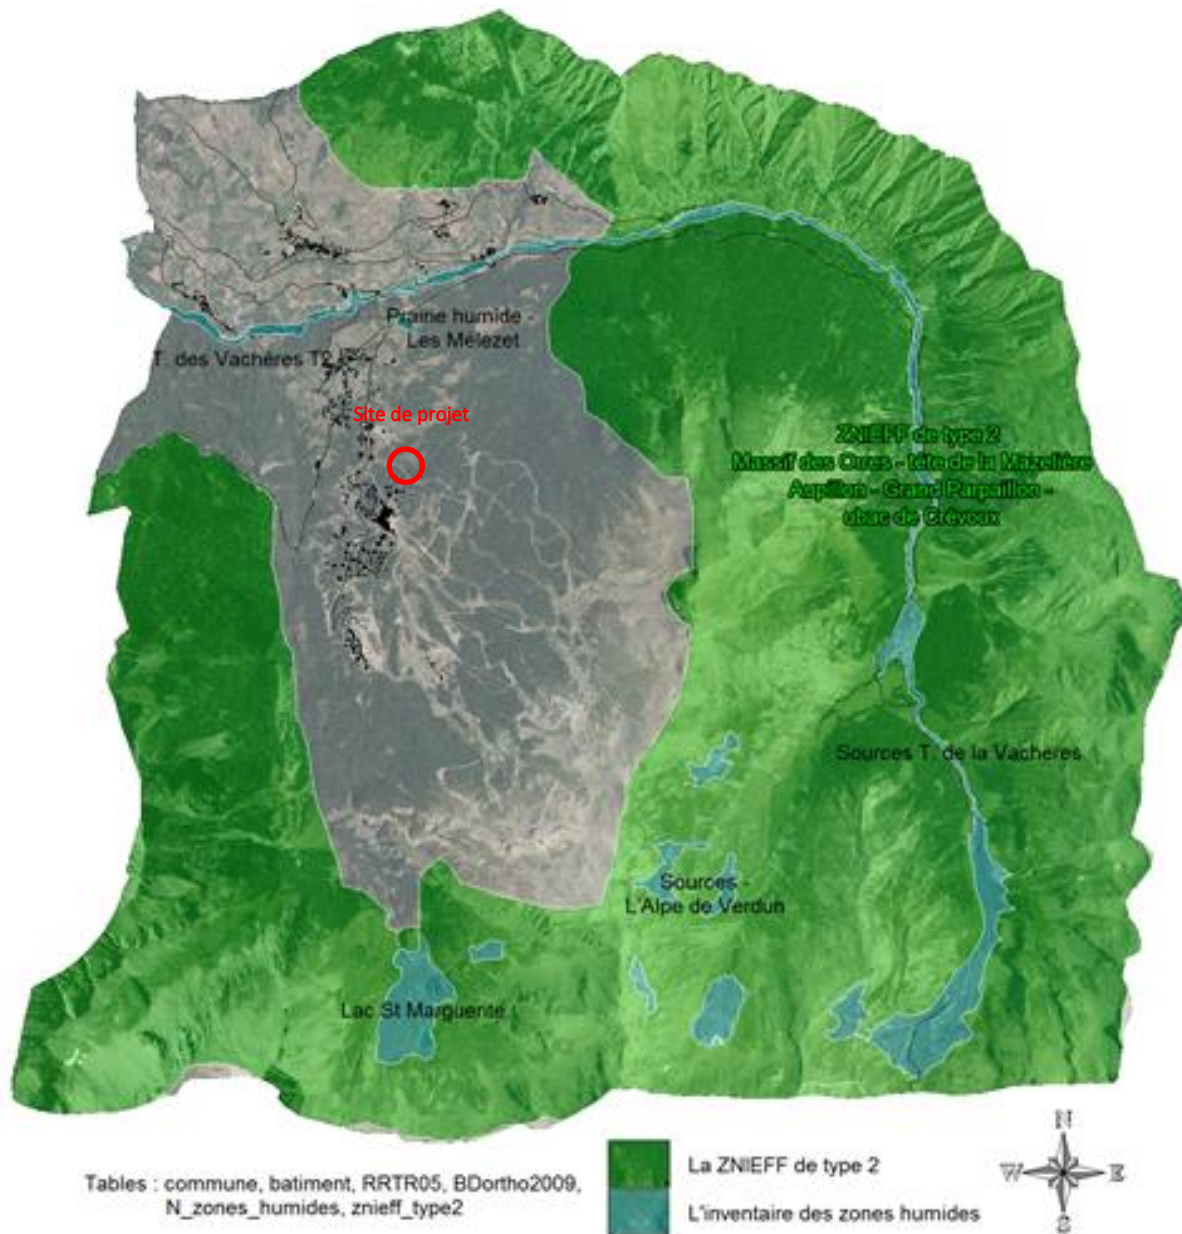 Prairie humide -
Les Mélezet
T. des Vachères T2
Site de projet
ZNIEFF de type 2
Massif des Orres - tête de la Mazelière
Aupillon - Grand Parpaillon -
ubac de Crévoux
Sources T. de la Vacheres
Sources -
L'Alpe de Verdun
Lac St Marguerite
N
W E
S
La ZNIEFF de type 2
L'inventaire des zones humides
Tables : commune, batiment, RRTR05, BDortho2009,
N_zones_humides, znieff_type2